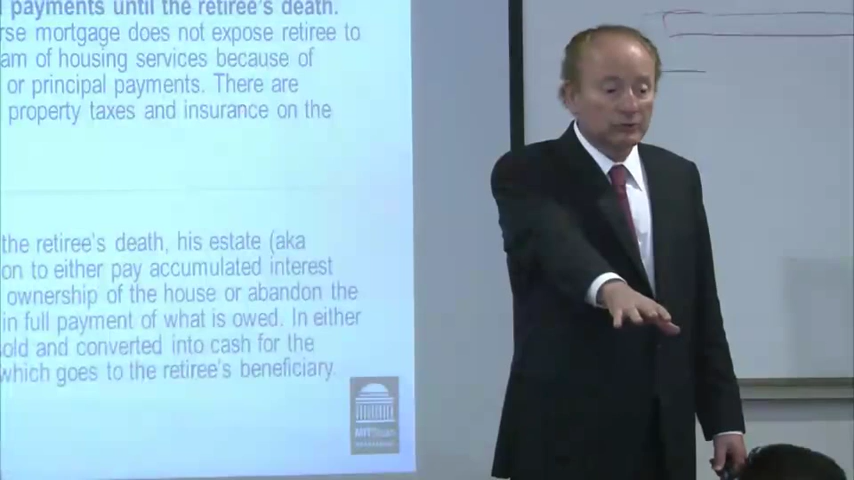 payments until the retiree's death.
rse mortgage does not expose retiree to
am of housing services because of
or principal payments. There are
property taxes and insurance on the
the retiree's death, his estate (aka
on to either pay accumulated interest
ownership of the house or abandon the
in full payment of what is owed. In either
old and converted into cash for the
which goes to the retiree's beneficiary.
MIT Sloan